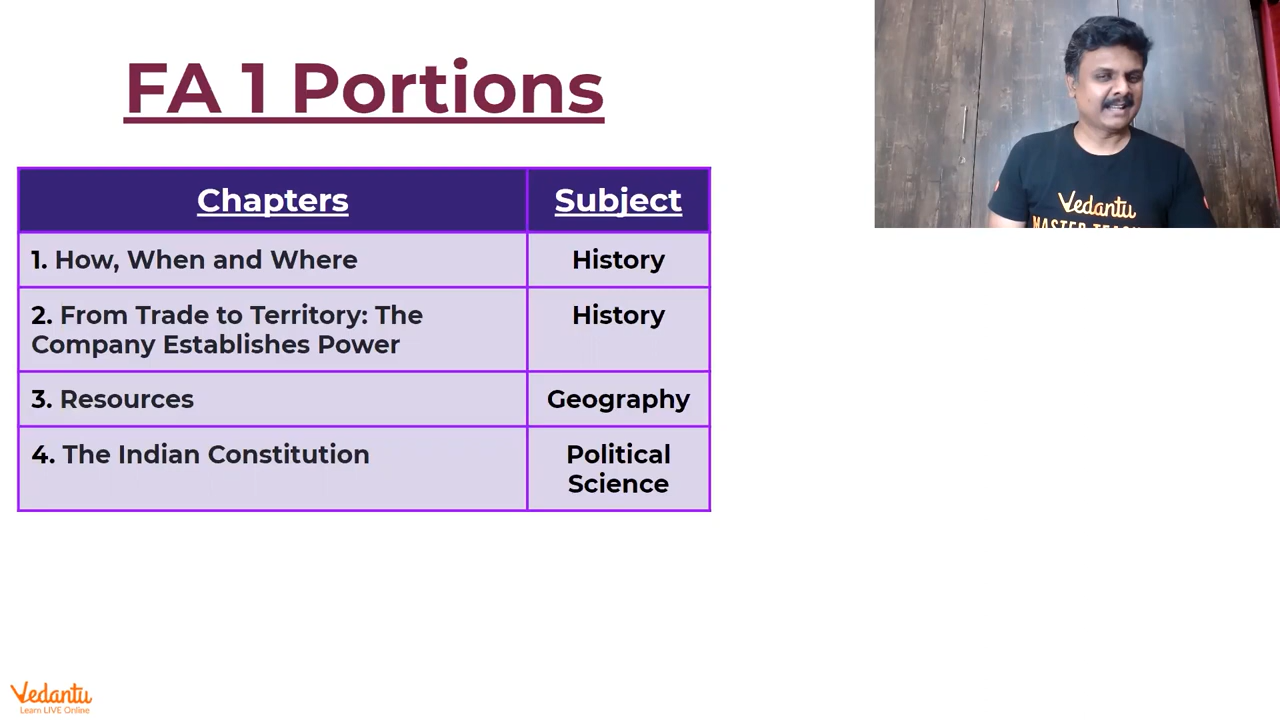 FA 1 Portions
Chapters
Subject
1. How, When and Where
History
2. From Trade to Territory: The
Company Establishes Power
History
3. Resources
Geography
4. The Indian Constitution
Political
Science
Vedantu
MASTER
Vedantu
Learn LIVE Online